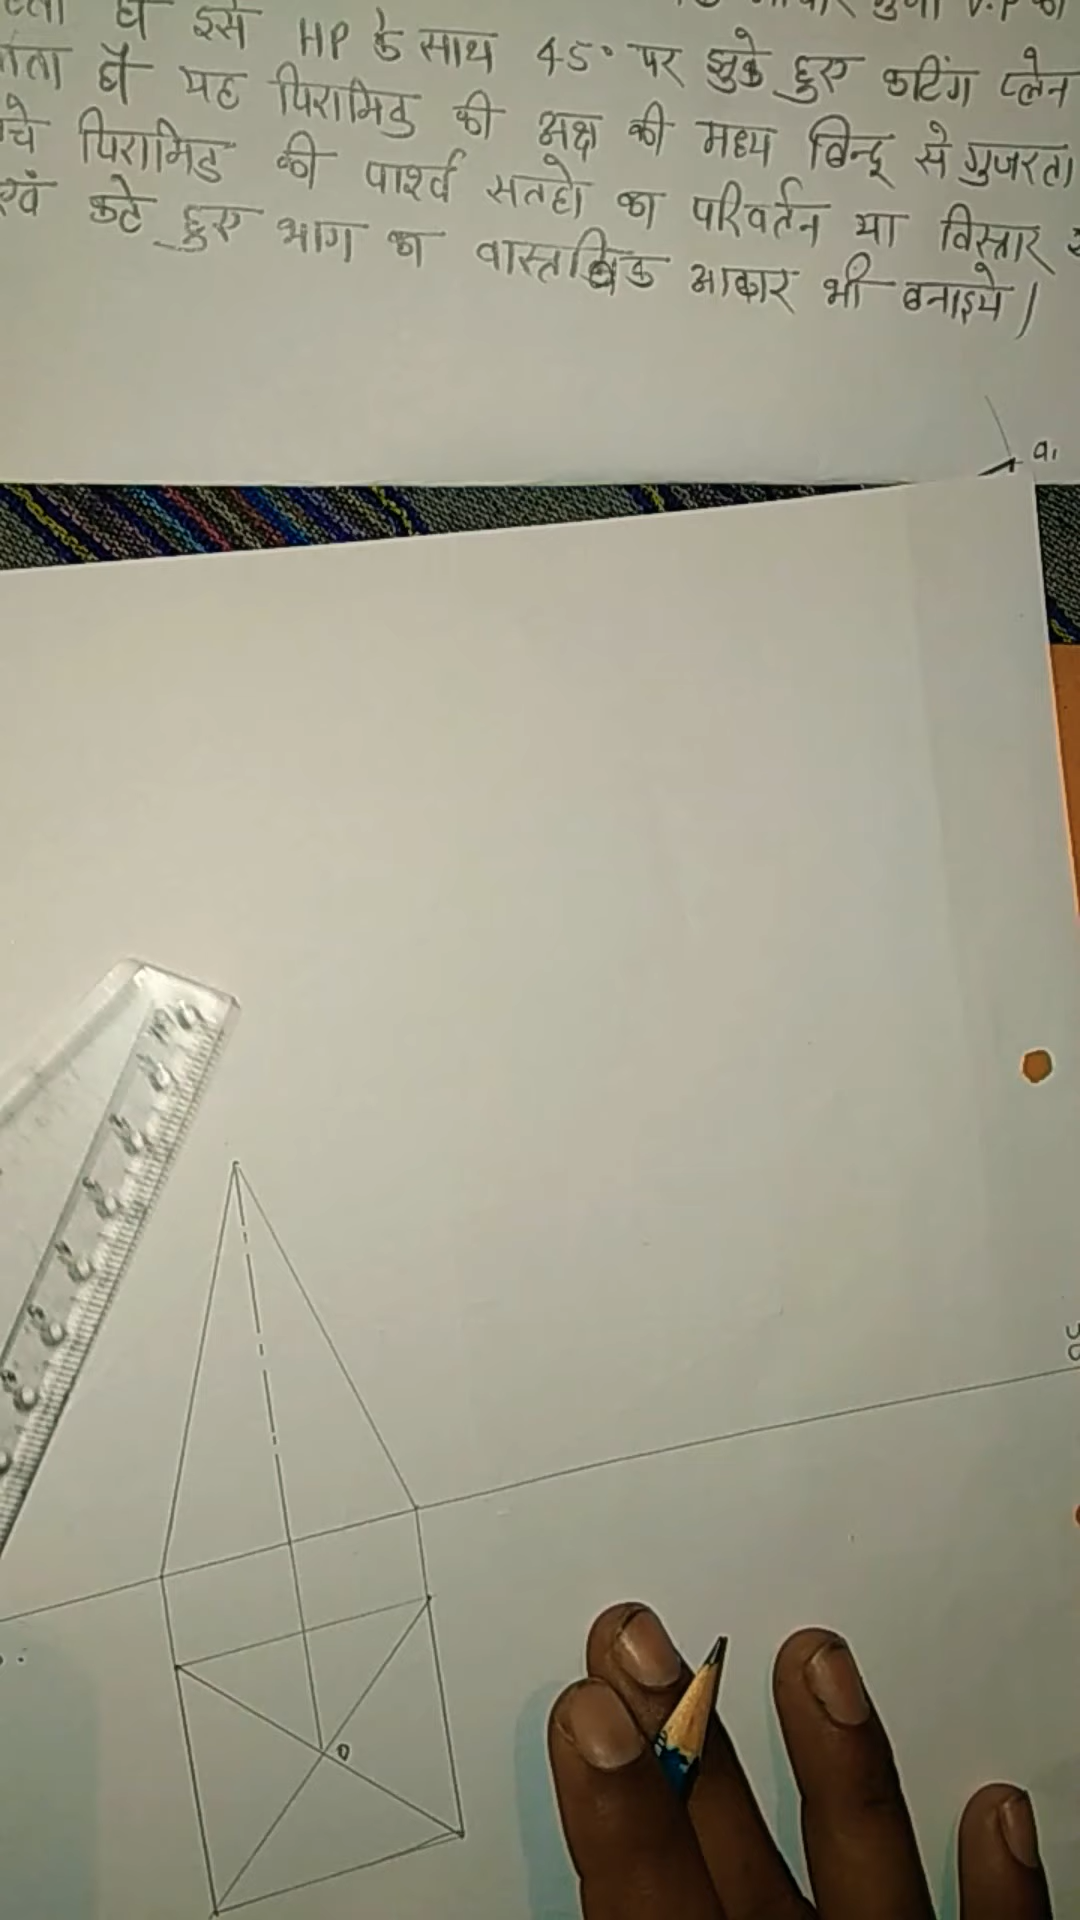 इसे HP के साथ 45° पर झुके हुए कटिंग प्लेन
है यह पिरामिड की अक्ष की मध्य बिन्दू से गुजरता
पिरामिड की पार्श्व सतहो का परिवर्तन या विस्तार
एवं कटे हुए भाग का वास्तविक आकार भी बनाइये।
a₁
y
o